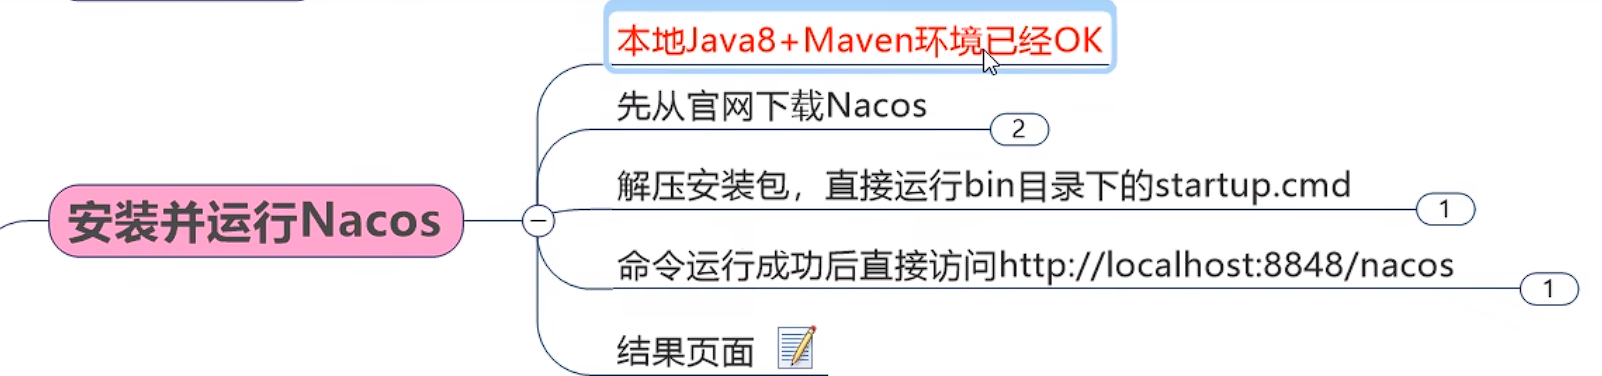 本地Java8+Maven环境已经OK
先从官网下载Nacos
2
解压安装包，直接运行bin目录下的startup.cmd
1
安装并运行Nacos
命令运行成功后直接访问http://localhost:8848/nacos
1
结果页面